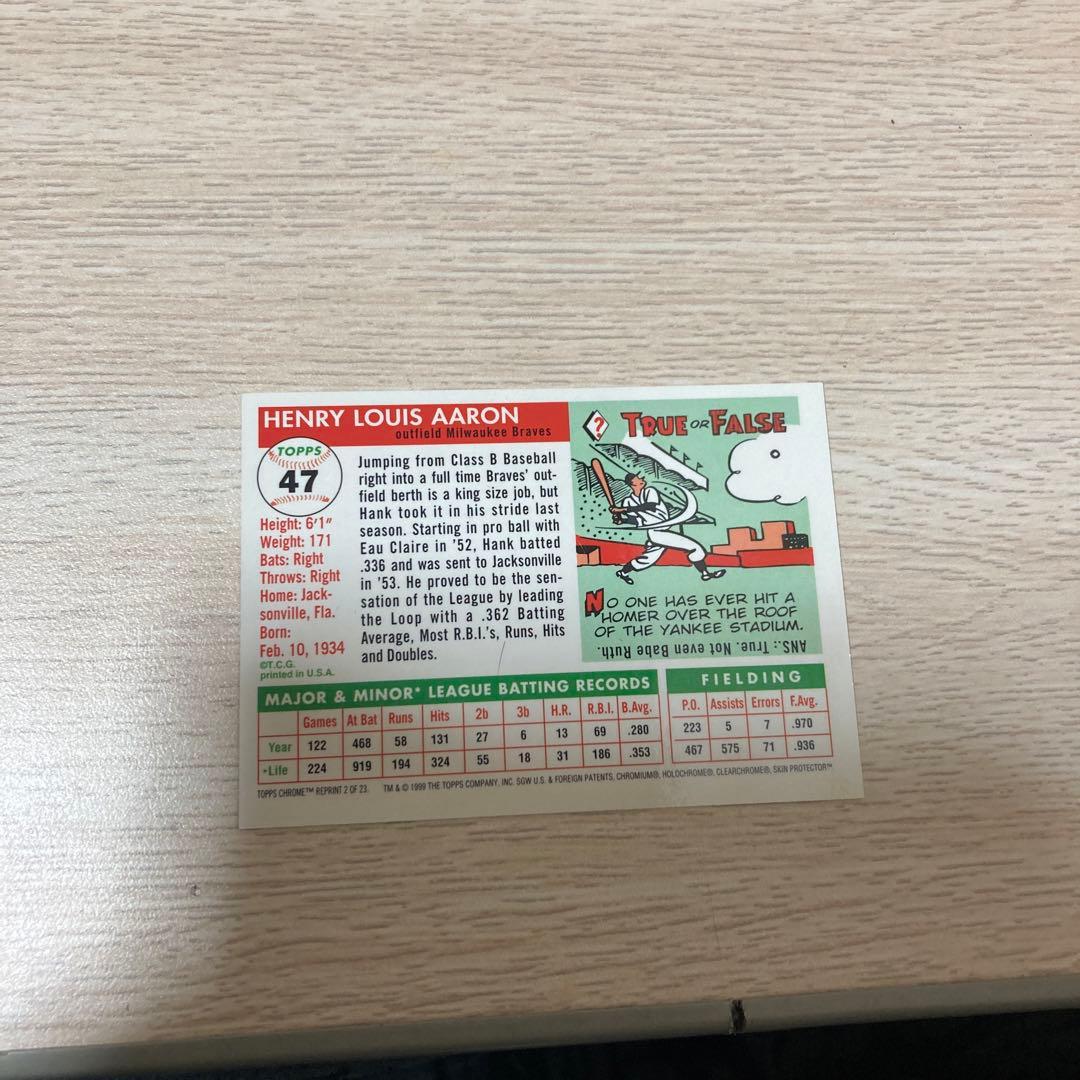 HENRY LOUIS AARON
outfield Milwaukee Braves
TOPPS
47
Height: 6'1"
Weight: 171
Bats: Right
Throws: Right
Home: Jack-
sonville, Fla.
Born:
Feb. 10, 1934
©T.C.G.
printed in U.S.A.
Jumping from Class B Baseball
right into a full time Braves' out-
field berth is a king size job, but
Hank took it in his stride last
season. Starting in pro ball with
Eau Claire in '52, Hank batted
.336 and was sent to Jacksonville
in '53. He proved to be the sen-
sation of the League by leading
the Loop with a .362 Batting
Average, Most R.B.I.'s, Runs, Hits
and Doubles.
? TRUE OR FALSE
NO ONE HAS EVER HIT A
HOMER OVER THE ROOF
OF THE YANKEE STADIUM.
ANS.: True. Not even Babe Ruth.
MAJOR & MINOR* LEAGUE BATTING RECORDS
Games At Bat Runs Hits 2b 3b H.R. R.B.I. B.Avg.
Year 122 468 58 131 27 6 13 69 .280
*Life 224 919 194 324 55 18 31 186 .353
FIELDING
P.O. Assists Errors F.Avg.
223 5 7 .970
467 575 71 .936
TOPPS CHROME™ REPRINT 2 OF 23 TM & © 1999 THE TOPPS COMPANY, INC. SGW U.S. & FOREIGN PATENTS, CHROMIUM®, HOLOCHROME®, CLEARCHROME®, SKIN PROTECTOR™